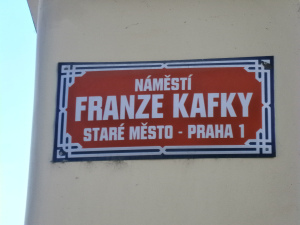 NÁMĚSTÍ
FRANZE KAFKY
STARÉ MĚSTO - PRAHA 1